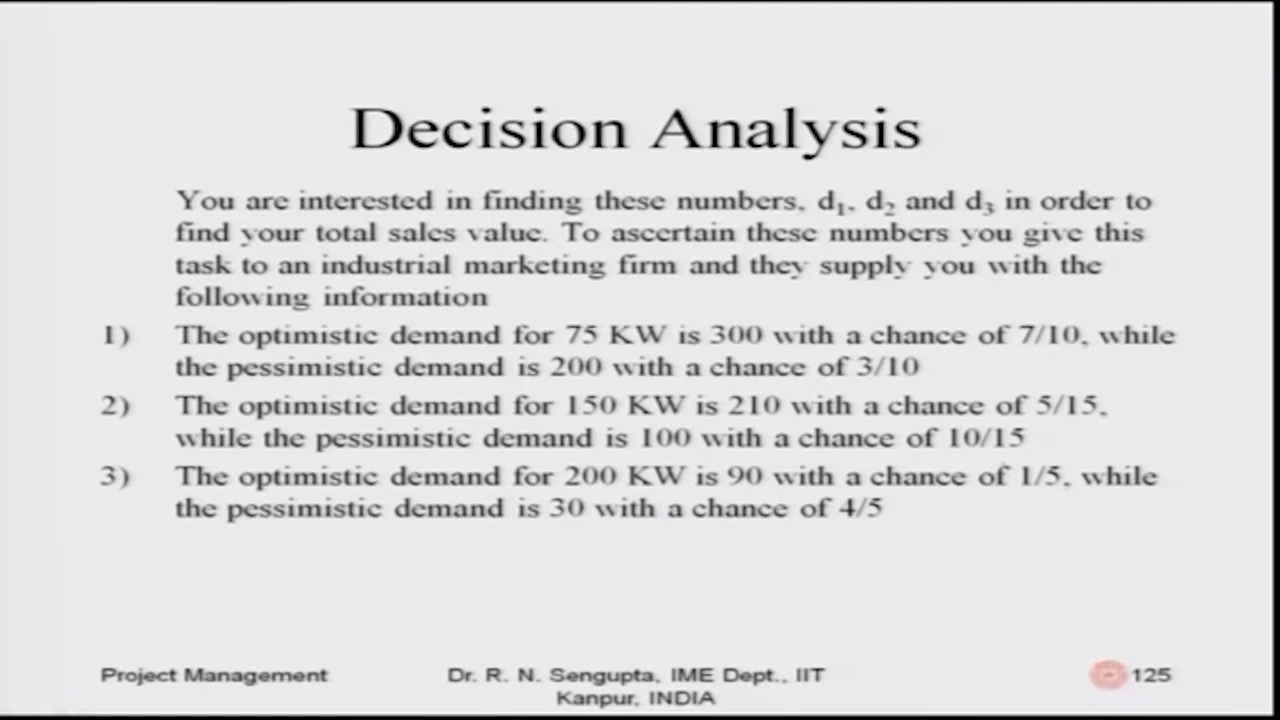 Decision Analysis
You are interested in finding these numbers, d₁, d₂ and d₃ in order to
find your total sales value. To ascertain these numbers you give this
task to an industrial marketing firm and they supply you with the
following information
1) The optimistic demand for 75 KW is 300 with a chance of 7/10, while
the pessimistic demand is 200 with a chance of 3/10
2) The optimistic demand for 150 KW is 210 with a chance of 5/15,
while the pessimistic demand is 100 with a chance of 10/15
3) The optimistic demand for 200 KW is 90 with a chance of 1/5, while
the pessimistic demand is 30 with a chance of 4/5
Project Management
Dr. R. N. Sengupta, IME Dept., IIT
Kanpur, INDIA
125